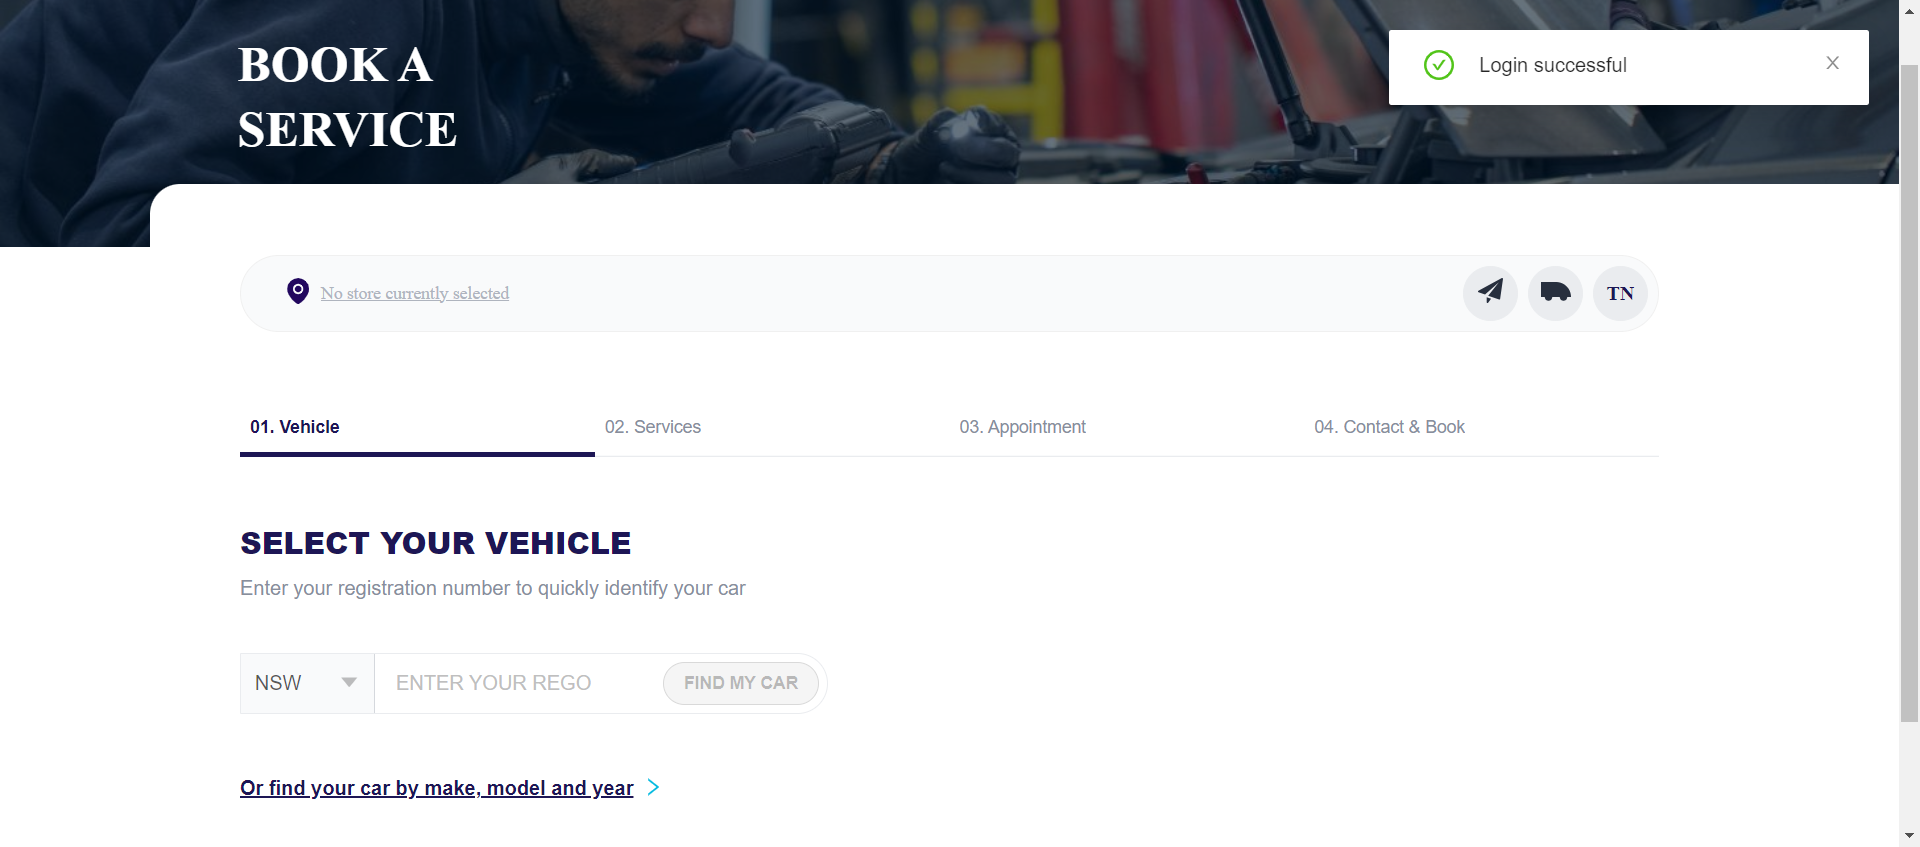 BOOK A
SERVICE
Login successful
No store currently selected
TN
01. Vehicle
02. Services
03. Appointment
04. Contact & Book
SELECT YOUR VEHICLE
Enter your registration number to quickly identify your car
NSW
ENTER YOUR REGO
FIND MY CAR
Or find your car by make, model and year